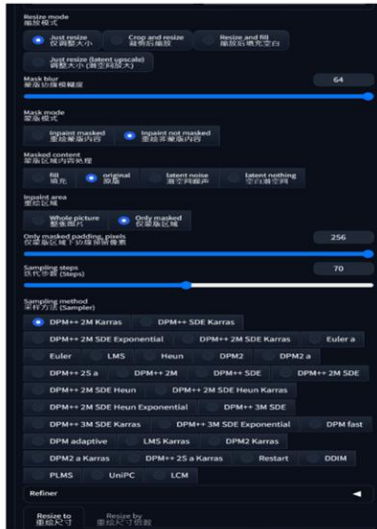 Resize mode
缩放模式
Just resize Crop and resize Resize and fill
仅调整大小 裁剪后缩放 缩放后填充空白
Just resize (latent upscale)
调整大小 (潜空间放大)
Mask blur 64
蒙版边缘模糊度
Mask mode
蒙版模式
Inpaint masked Inpaint not masked
重绘蒙版内容 重绘非蒙版内容
Masked content
蒙版区域内容处理
fill original latent noise latent nothing
填充 原版 潜空间噪声 空白潜空间
Inpaint area
重绘区域
Whole picture Only masked
整张图片 仅蒙版区域
Only masked padding, pixels 256
仅蒙版区域下边缘预留像素
Sampling steps 70
迭代步数 (Steps)
Sampling method
采样方法 (Sampler)
DPM++ 2M Karras DPM++ SDE Karras
DPM++ 2M SDE Exponential DPM++ 2M SDE Karras Euler a
Euler LMS Heun DPM2 DPM2 a
DPM++ 2S a DPM++ 2M DPM++ SDE DPM++ 2M SDE
DPM++ 2M SDE Heun DPM++ 2M SDE Heun Karras
DPM++ 2M SDE Heun Exponential DPM++ 3M SDE
DPM++ 3M SDE Karras DPM++ 3M SDE Exponential DPM fast
DPM adaptive LMS Karras DPM2 Karras
DPM2 a Karras DPM++ 2S a Karras Restart DDIM
PLMS UniPC LCM
Refiner
Resize to Resize by
重绘尺寸 重绘尺寸倍数